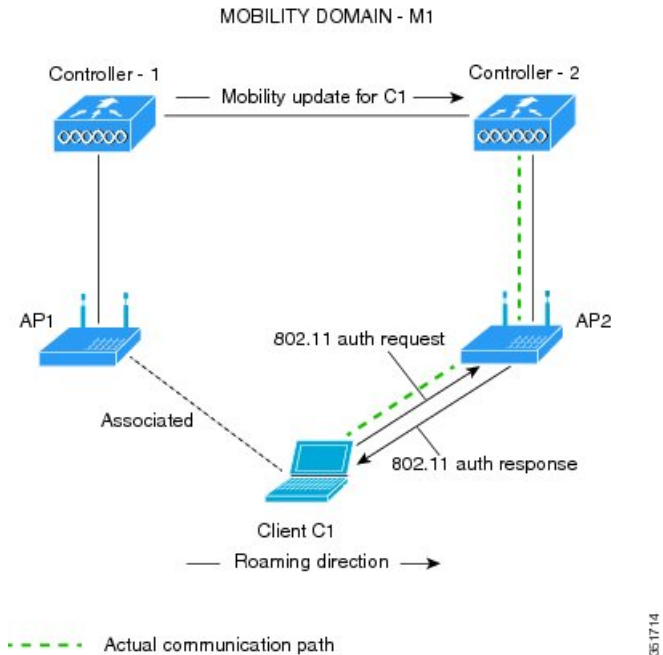 MOBILITY DOMAIN - M1
Controller - 1
Controller - 2
Mobility update for C1
AP1
AP2
802.11 auth request
Associated
802.11 auth response
Client C1
Roaming direction
Actual communication path
351714